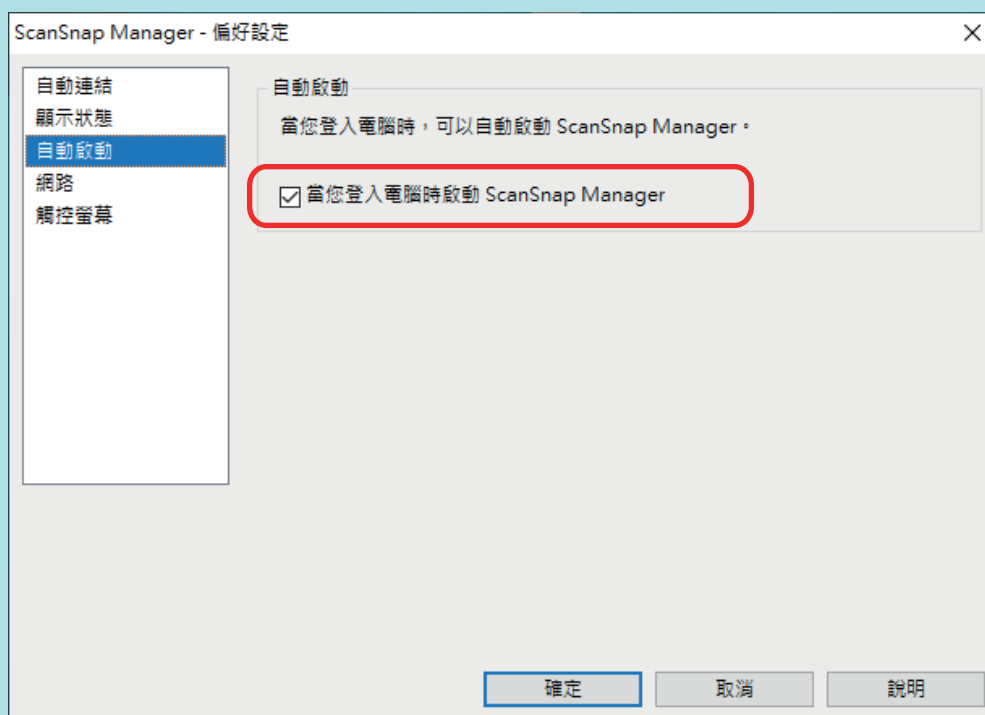 ScanSnap Manager - 偏好設定
自動連結
顯示狀態
自動啟動
網路
觸控螢幕
自動啟動
當您登入電腦時，可以自動啟動 ScanSnap Manager。
當您登入電腦時啟動 ScanSnap Manager
確定
取消
說明